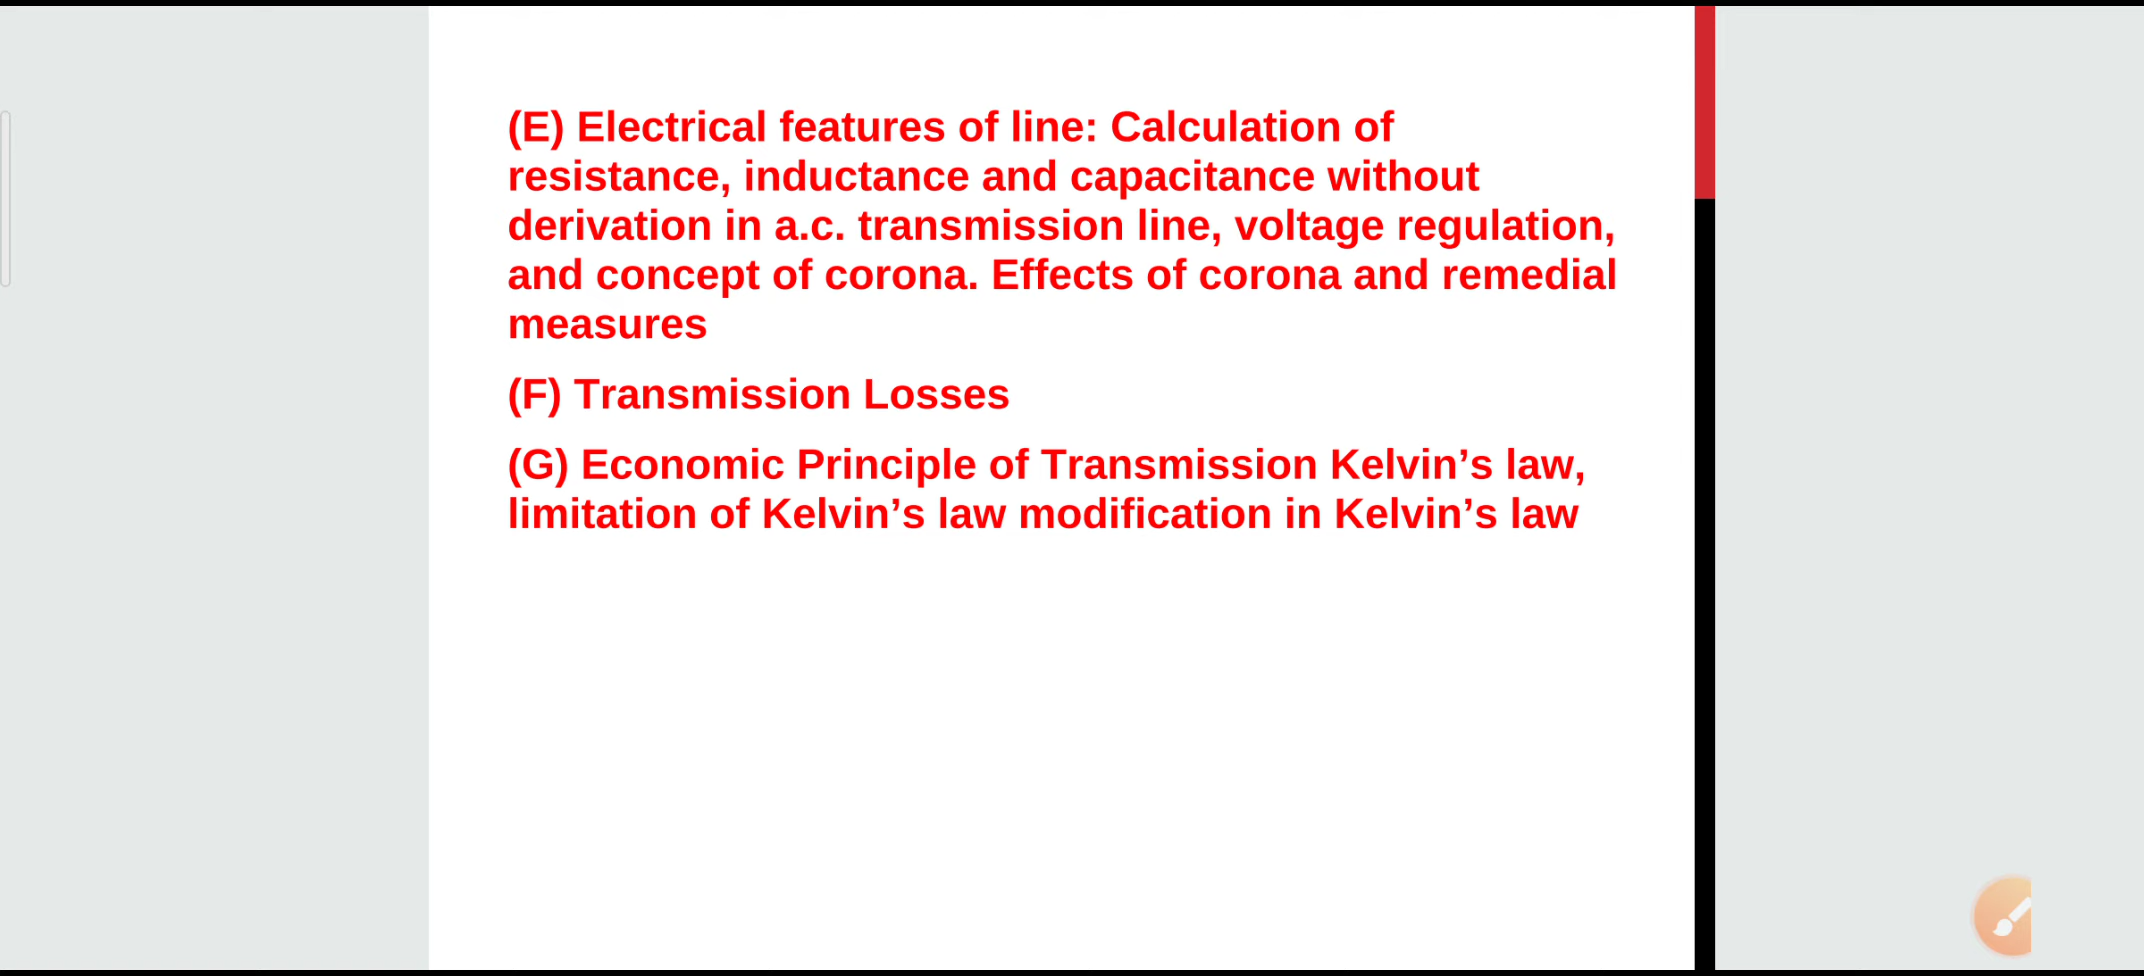 (E) Electrical features of line: Calculation of
resistance, inductance and capacitance without
derivation in a.c. transmission line, voltage regulation,
and concept of corona. Effects of corona and remedial
measures
(F) Transmission Losses
(G) Economic Principle of Transmission Kelvin’s law,
limitation of Kelvin’s law modification in Kelvin’s law